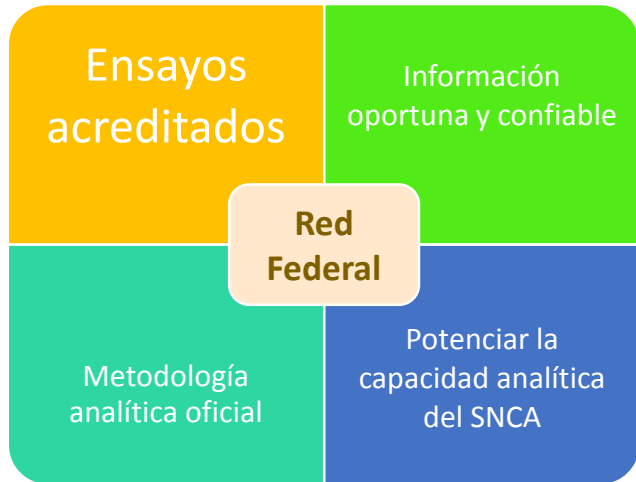 Ensayos
acreditados
Información
oportuna y confiable
Red
Federal
Metodología
analítica oficial
Potenciar la
capacidad analítica
del SNCA